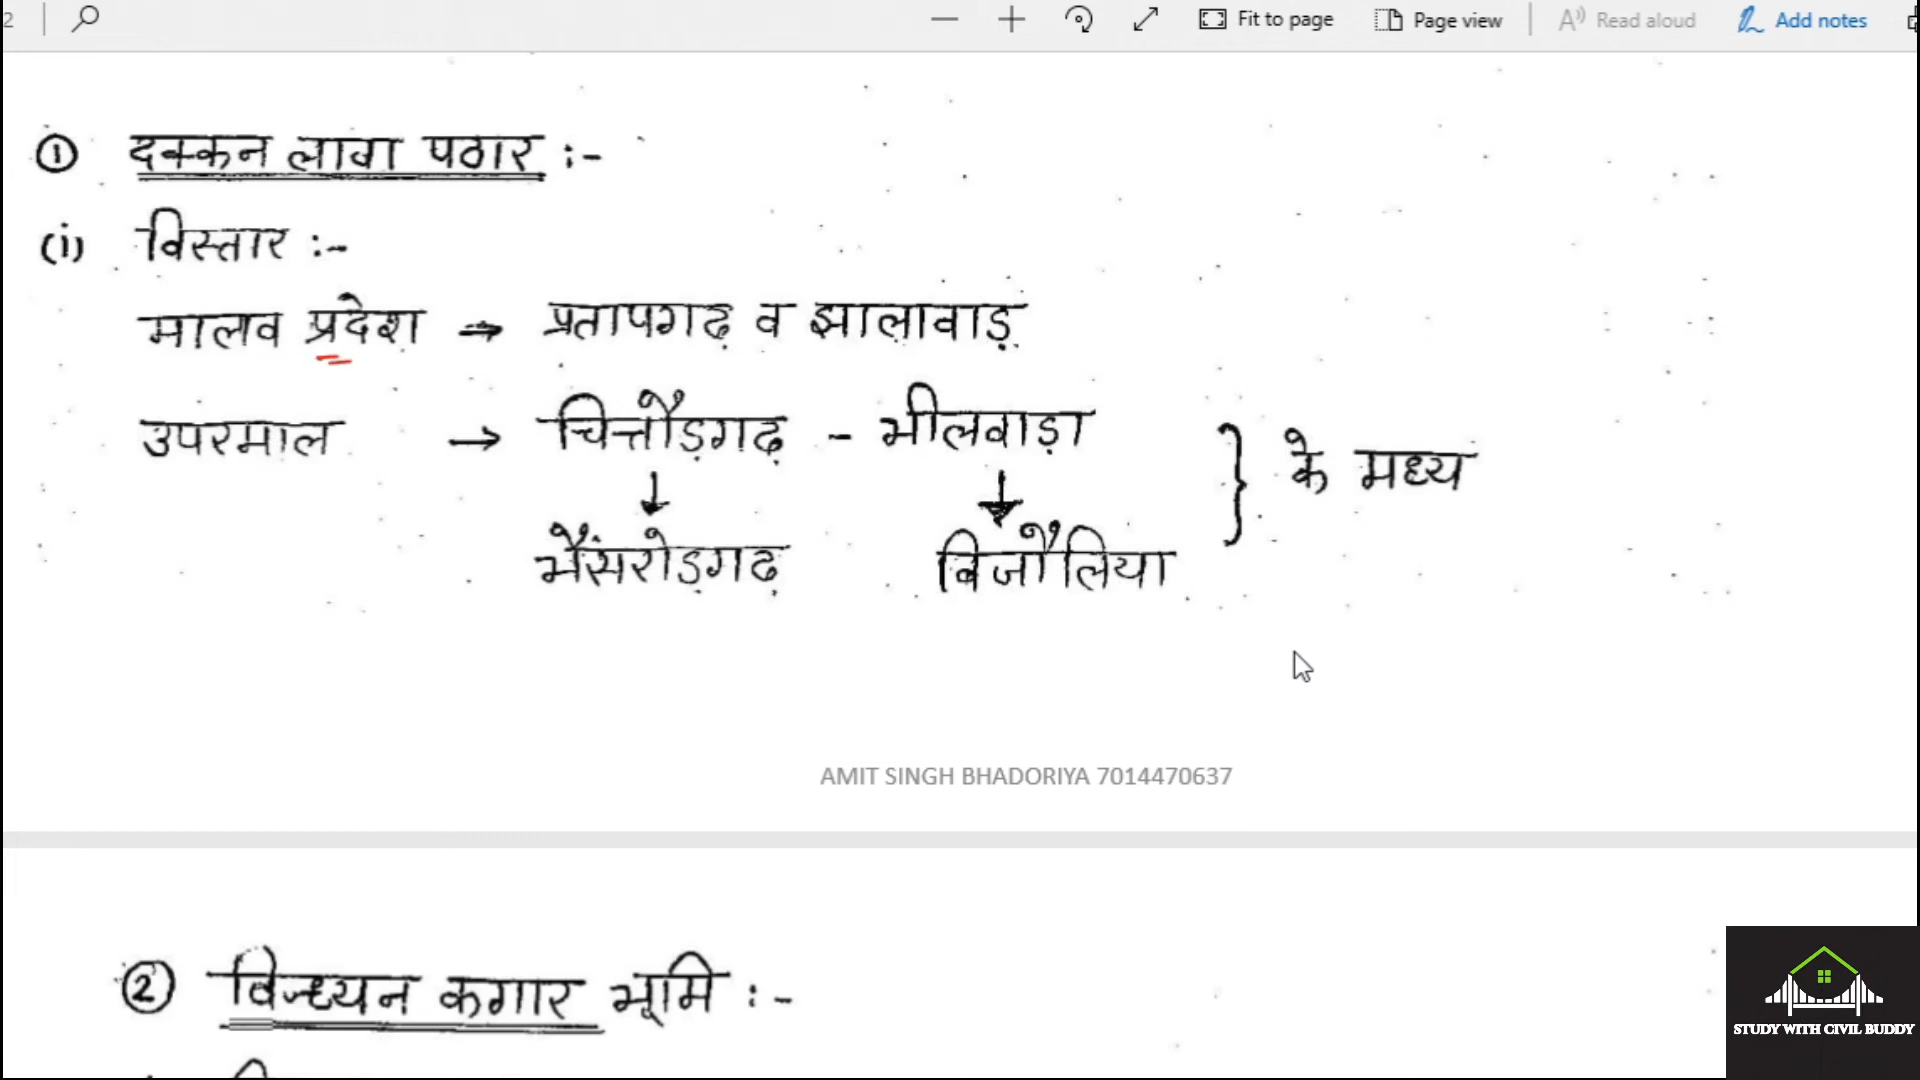 2 Fit to page Page view Read aloud Add notes
① दक्कन लावा पठार :-
(i) विस्तार :-
मालव प्रदेश → प्रतापगढ़ व झालावाड़
उपरमाल → चित्तौड़गढ़ - भीलवाड़ा } के मध्य
↓ ↓
भैंसरोड़गढ़ बिजौलिया
AMIT SINGH BHADORIYA 7014470637
② विन्ध्यन कगार भूमि :-
STUDY WITH CIVIL BUDDY